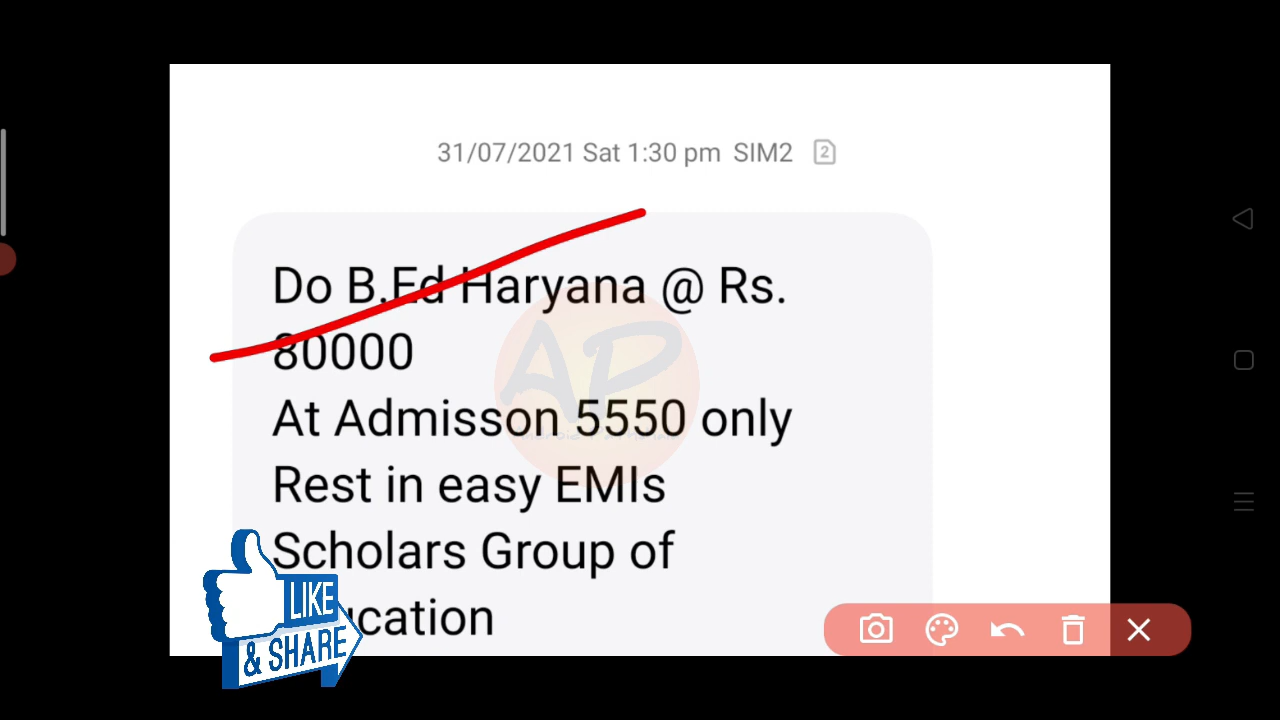 31/07/2021 Sat 1:30 pm SIM2 2
Do B.Ed Haryana @ Rs.
80000
At Admisson 5550 only
Rest in easy EMIs
Scholars Group of
ucation
AP
LIKE
& SHARE